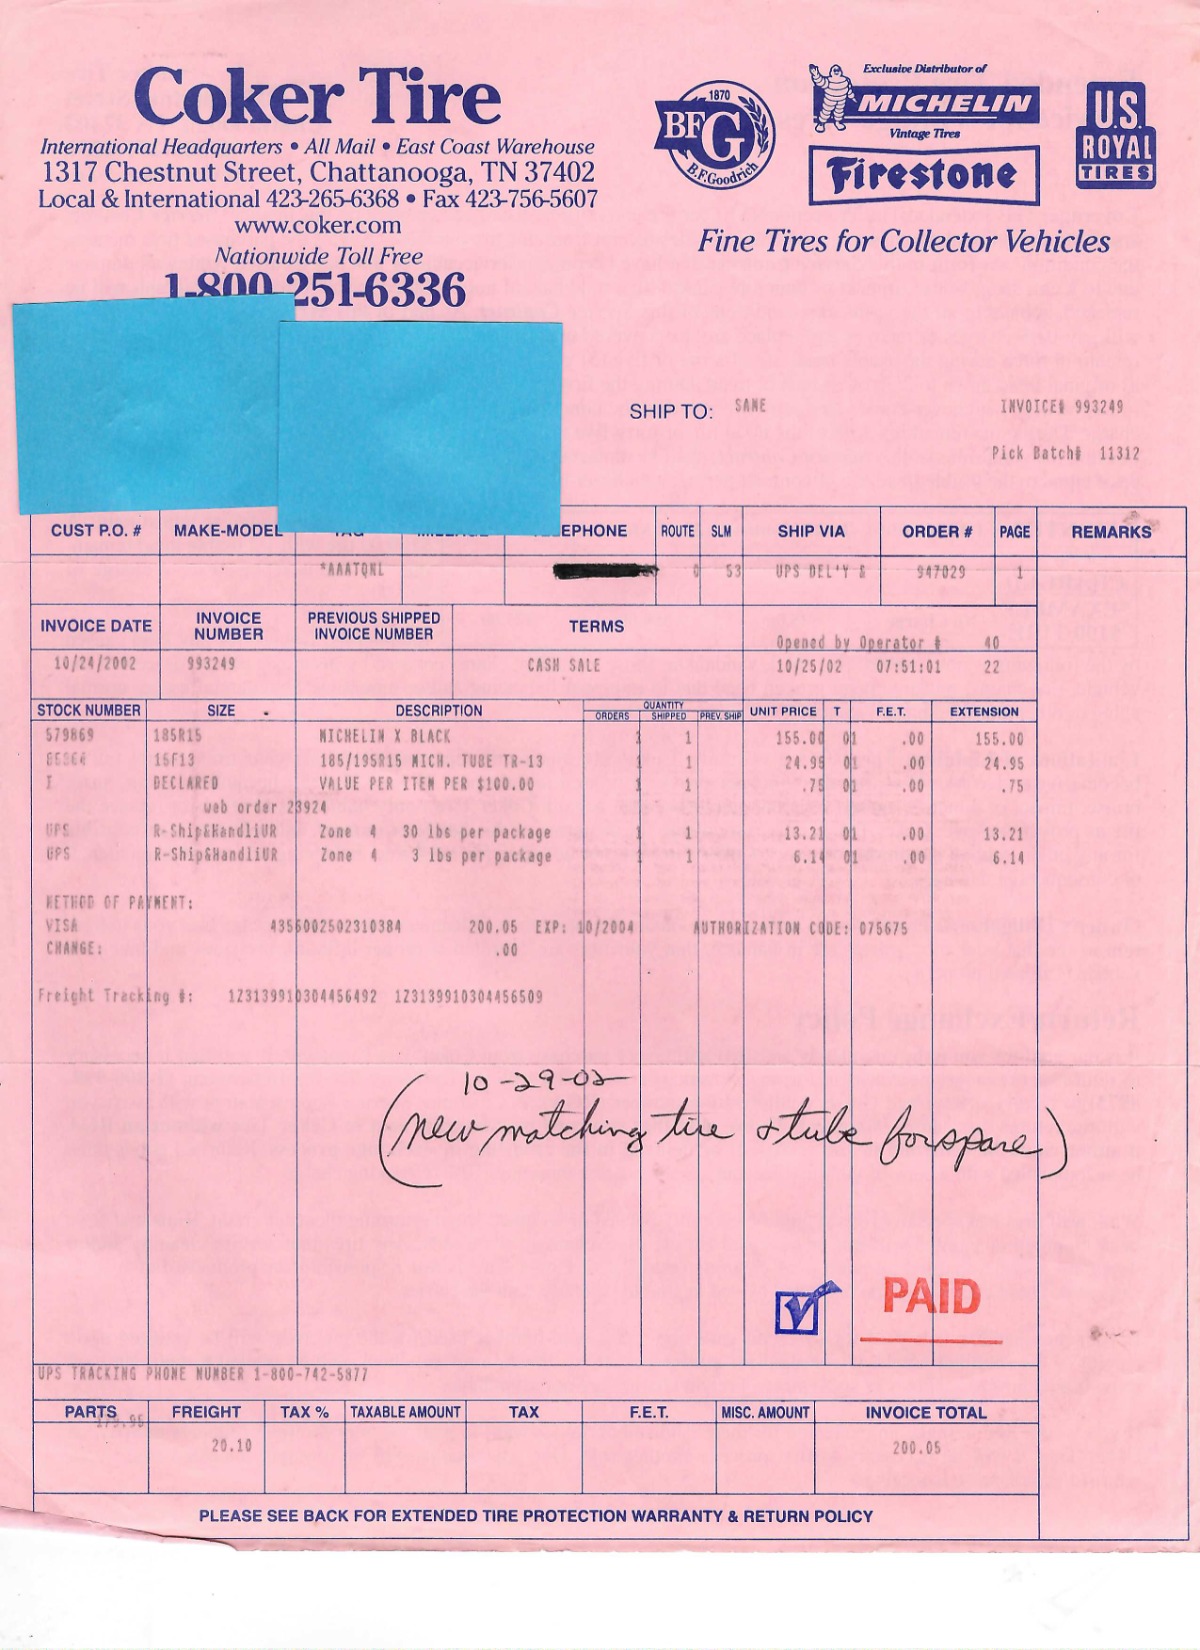 Coker Tire
International Headquarters • All Mail • East Coast Warehouse
1317 Chestnut Street, Chattanooga, TN 37402
Local & International 423-265-6368 • Fax 423-756-5607
www.coker.com
Nationwide Toll Free
1-800-251-6336
1870
BFG
B.F.Goodrich
Exclusive Distributor of
MICHELIN
Vintage Tires
Firestone
U.S.
ROYAL
TIRES
Fine Tires for Collector Vehicles
SHIP TO: SAME INVOICE# 993249
Pick Batch# 11312
CUST P.O. # MAKE-MODEL TAG MILEAGE TELEPHONE ROUTE SLM SHIP VIA ORDER # PAGE REMARKS
*AAATQNL 0 53 UPS DEL'Y & 947029 1
INVOICE DATE INVOICE NUMBER PREVIOUS SHIPPED INVOICE NUMBER TERMS Opened by Operator # 40
10/24/2002 993249 CASH SALE 10/25/02 07:51:01 22
STOCK NUMBER SIZE DESCRIPTION QUANTITY ORDERS SHIPPED PREV. SHIP UNIT PRICE T F.E.T. EXTENSION
579869 185R15 MICHELIN X BLACK 1 1 155.00 01 .00 155.00
15F13 185/195R15 MICH. TUBE TR-13 1 1 24.95 01 .00 24.95
DECLARED VALUE PER ITEM PER $100.00 1 1 .75 01 .00 .75
web order 23924
UPS R-Ship&HandliUR Zone 4 30 lbs per package 1 1 13.21 01 .00 13.21
UPS R-Ship&HandliUR Zone 4 3 lbs per package 1 1 6.14 01 .00 6.14
METHOD OF PAYMENT:
VISA 4356002502310384 200.05 EXP: 10/2004 AUTHORIZATION CODE: 075675
CHANGE: .00
Freight Tracking #: 123139910304456492 123139910304456509
10-29-02
(new matching tire & tube for spare)
PAID
UPS TRACKING PHONE NUMBER 1-800-742-5877
PARTS FREIGHT TAX % TAXABLE AMOUNT TAX F.E.T. MISC. AMOUNT INVOICE TOTAL
179.95
20.10 200.05
PLEASE SEE BACK FOR EXTENDED TIRE PROTECTION WARRANTY & RETURN POLICY